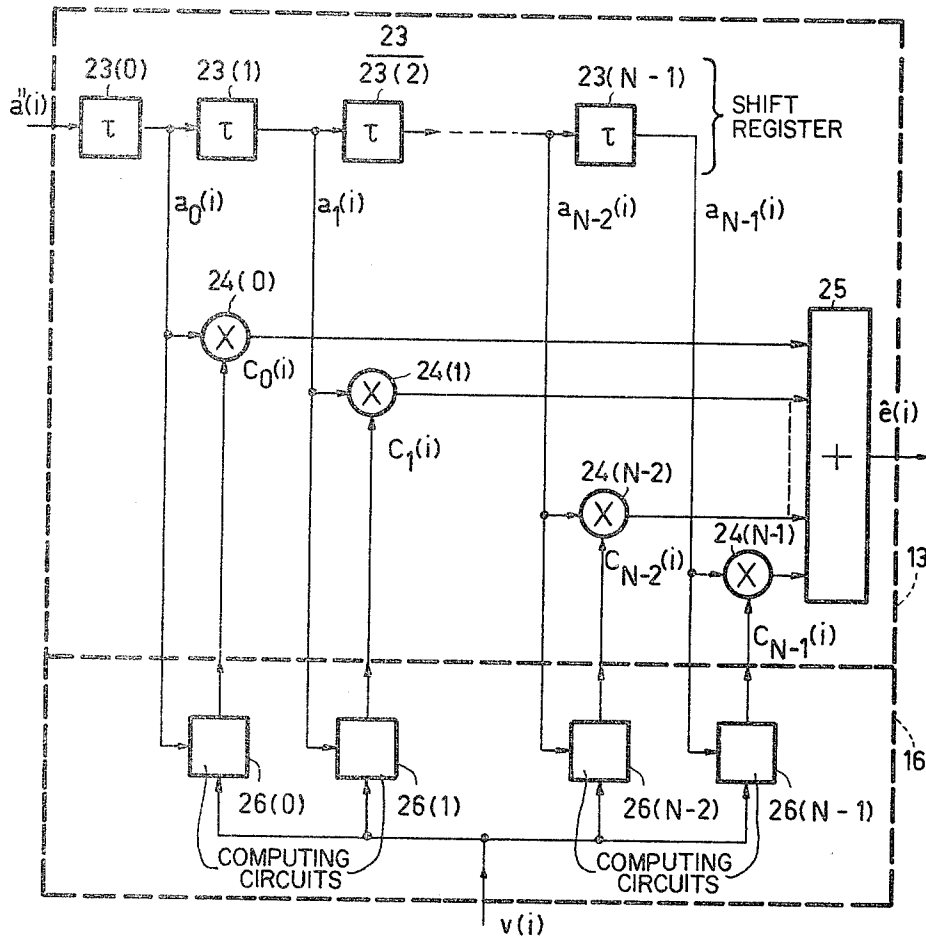 23
23(0)
23(1)
23(2)
23(N-1)
a"(i)
τ
τ
τ
τ
SHIFT
REGISTER
a0(i)
a1(i)
aN-2(i)
aN-1(i)
24(0)
X
C0(i)
24(1)
X
C1(i)
25
+
ê(i)
24(N-2)
X
CN-2(i)
24(N-1)
X
CN-1(i)
13
16
26(0)
26(1)
26(N-2)
26(N-1)
COMPUTING
CIRCUITS
COMPUTING
CIRCUITS
v(i)